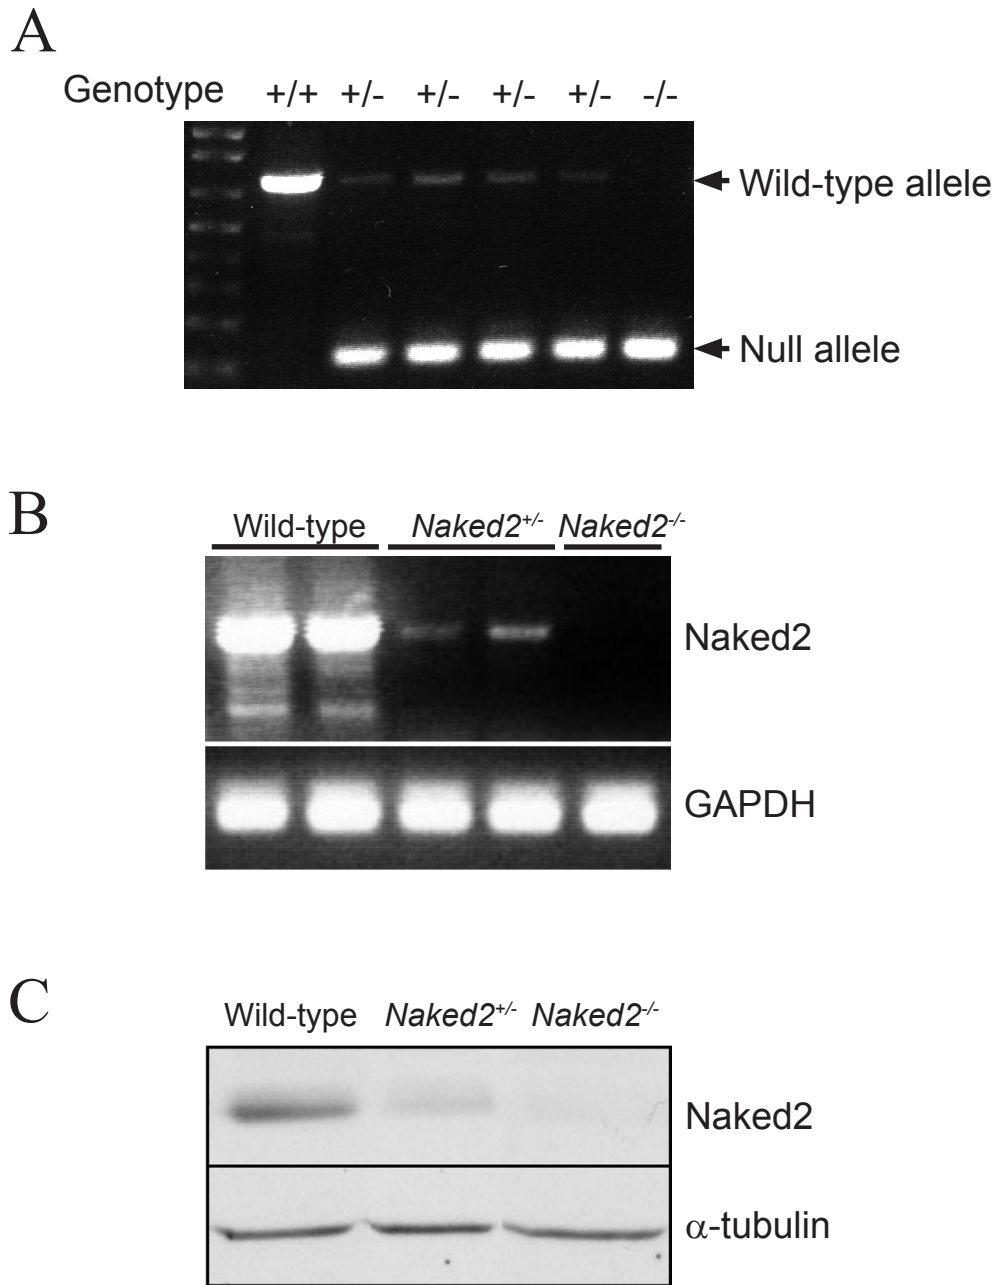 A
Genotype +/+ +/- +/- +/- +/- -/-
Wild-type allele
Null allele
B
Wild-type Naked2+/- Naked2-/-
Naked2
GAPDH
C
Wild-type Naked2+/- Naked2-/-
Naked2
α-tubulin